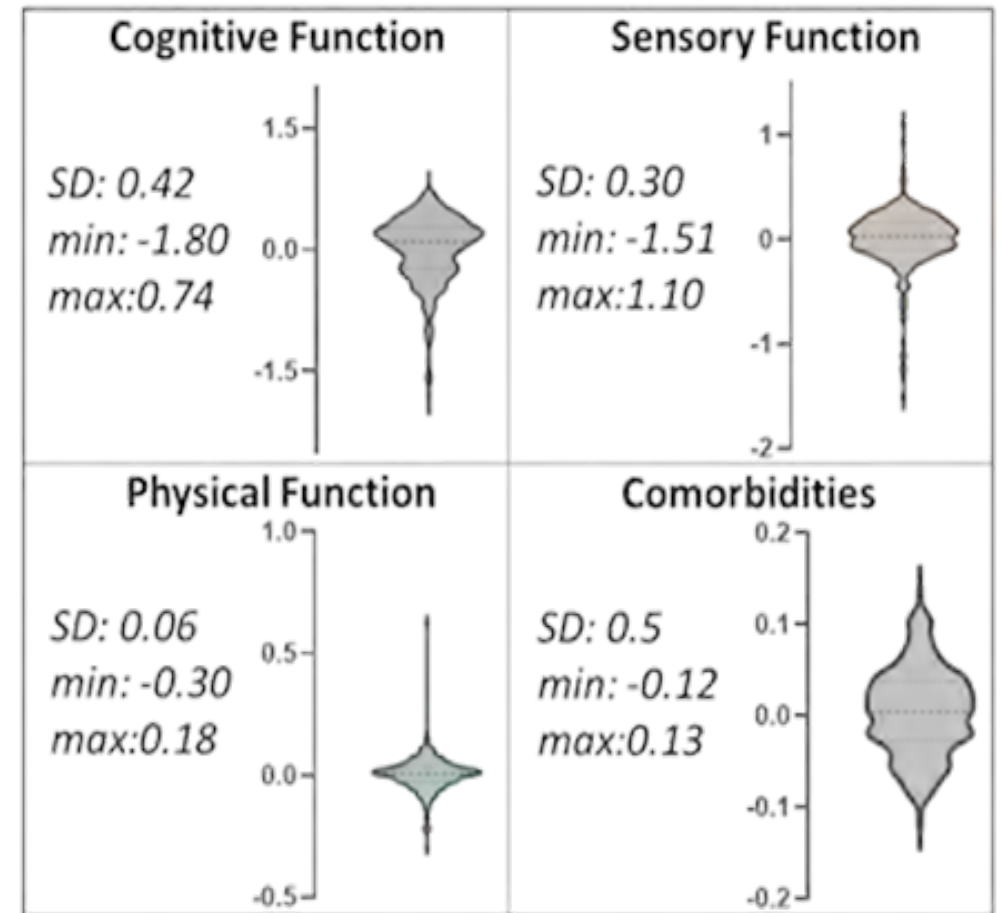 Cognitive Function
1.5
0.0
-1.5
SD: 0.42
min: -1.80
max:0.74
Sensory Function
1
0
-1
-2
SD: 0.30
min: -1.51
max:1.10
Physical Function
1.0
0.5
0.0
-0.5
SD: 0.06
min: -0.30
max:0.18
Comorbidities
0.2
0.1
0.0
-0.1
-0.2
SD: 0.5
min: -0.12
max:0.13